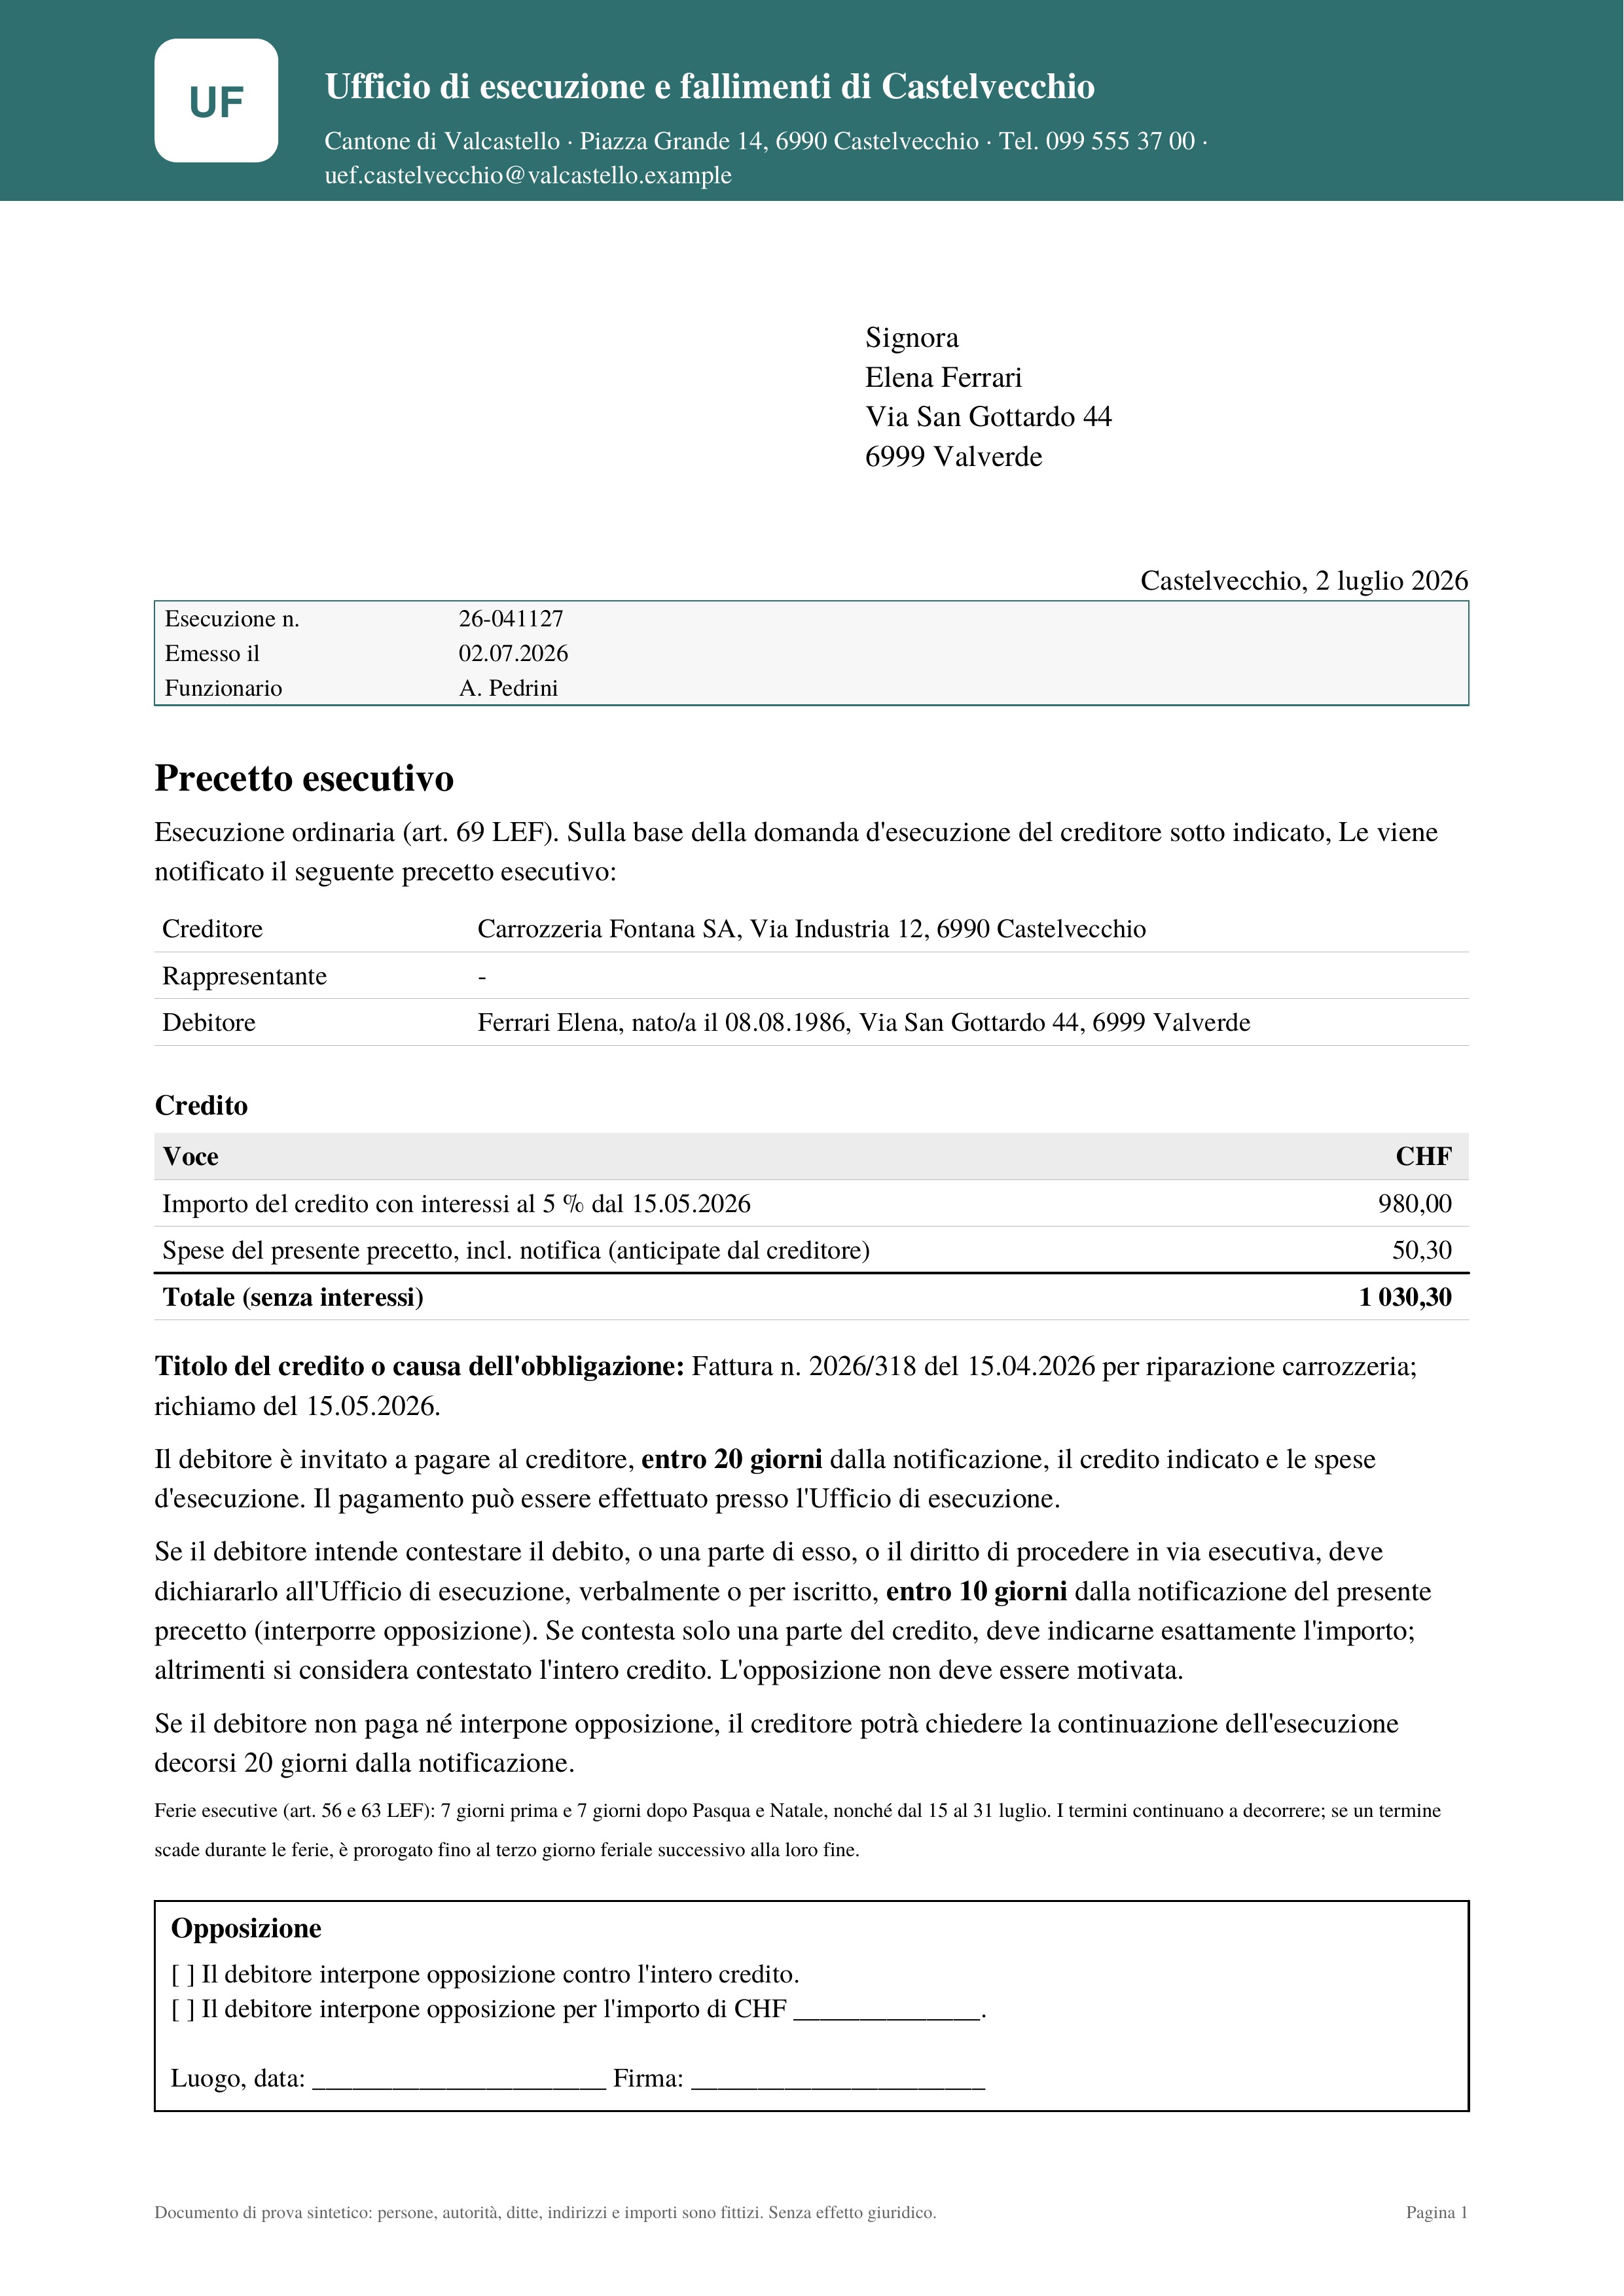 UF
Ufficio di esecuzione e fallimenti di Castelvecchio
Cantone di Valcastello · Piazza Grande 14, 6990 Castelvecchio · Tel. 099 555 37 00 ·
uef.castelvecchio@valcastello.example
Signora
Elena Ferrari
Via San Gottardo 44
6999 Valverde
Castelvecchio, 2 luglio 2026
Esecuzione n. 26-041127
Emesso il 02.07.2026
Funzionario A. Pedrini
Precetto esecutivo
Esecuzione ordinaria (art. 69 LEF). Sulla base della domanda d'esecuzione del creditore sotto indicato, Le viene
notificato il seguente precetto esecutivo:
Creditore Carrozzeria Fontana SA, Via Industria 12, 6990 Castelvecchio
Rappresentante -
Debitore Ferrari Elena, nato/a il 08.08.1986, Via San Gottardo 44, 6999 Valverde
Credito
Voce CHF
Importo del credito con interessi al 5 % dal 15.05.2026 980,00
Spese del presente precetto, incl. notifica (anticipate dal creditore) 50,30
Totale (senza interessi) 1 030,30
Titolo del credito o causa dell'obbligazione: Fattura n. 2026/318 del 15.04.2026 per riparazione carrozzeria;
richiamo del 15.05.2026.
Il debitore è invitato a pagare al creditore, entro 20 giorni dalla notificazione, il credito indicato e le spese
d'esecuzione. Il pagamento può essere effettuato presso l'Ufficio di esecuzione.
Se il debitore intende contestare il debito, o una parte di esso, o il diritto di procedere in via esecutiva, deve
dichiararlo all'Ufficio di esecuzione, verbalmente o per iscritto, entro 10 giorni dalla notificazione del presente
precetto (interporre opposizione). Se contesta solo una parte del credito, deve indicarne esattamente l'importo;
altrimenti si considera contestato l'intero credito. L'opposizione non deve essere motivata.
Se il debitore non paga né interpone opposizione, il creditore potrà chiedere la continuazione dell'esecuzione
decorsi 20 giorni dalla notificazione.
Ferie esecutive (art. 56 e 63 LEF): 7 giorni prima e 7 giorni dopo Pasqua e Natale, nonché dal 15 al 31 luglio. I termini continuano a decorrere; se un termine
scade durante le ferie, è prorogato fino al terzo giorno feriale successivo alla loro fine.
Opposizione
[ ] Il debitore interpone opposizione contro l'intero credito.
[ ] Il debitore interpone opposizione per l'importo di CHF ______________.
Luogo, data: ______________________ Firma: ______________________
Documento di prova sintetico: persone, autorità, ditte, indirizzi e importi sono fittizi. Senza effetto giuridico. Pagina 1